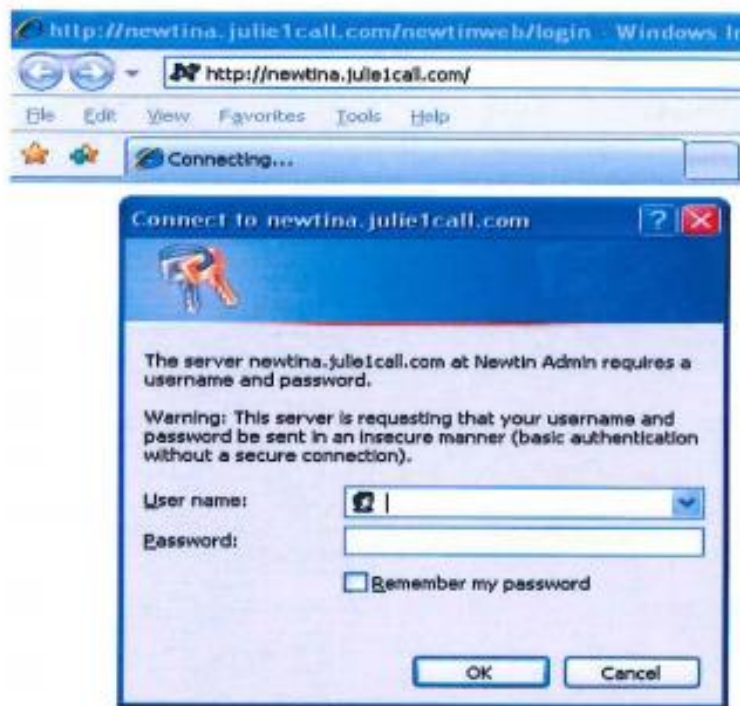 http://newtina.julie1call.com/newtinweb/login - Windows In
http://newtina.julie1call.com/
File Edit View Favorites Tools Help
Connecting...
Connect to newtina.julie1call.com
The server newtina.julie1call.com at Newtin Admin requires a
username and password.
Warning: This server is requesting that your username and
password be sent in an insecure manner (basic authentication
without a secure connection).
User name:
Password:
Remember my password
OK Cancel